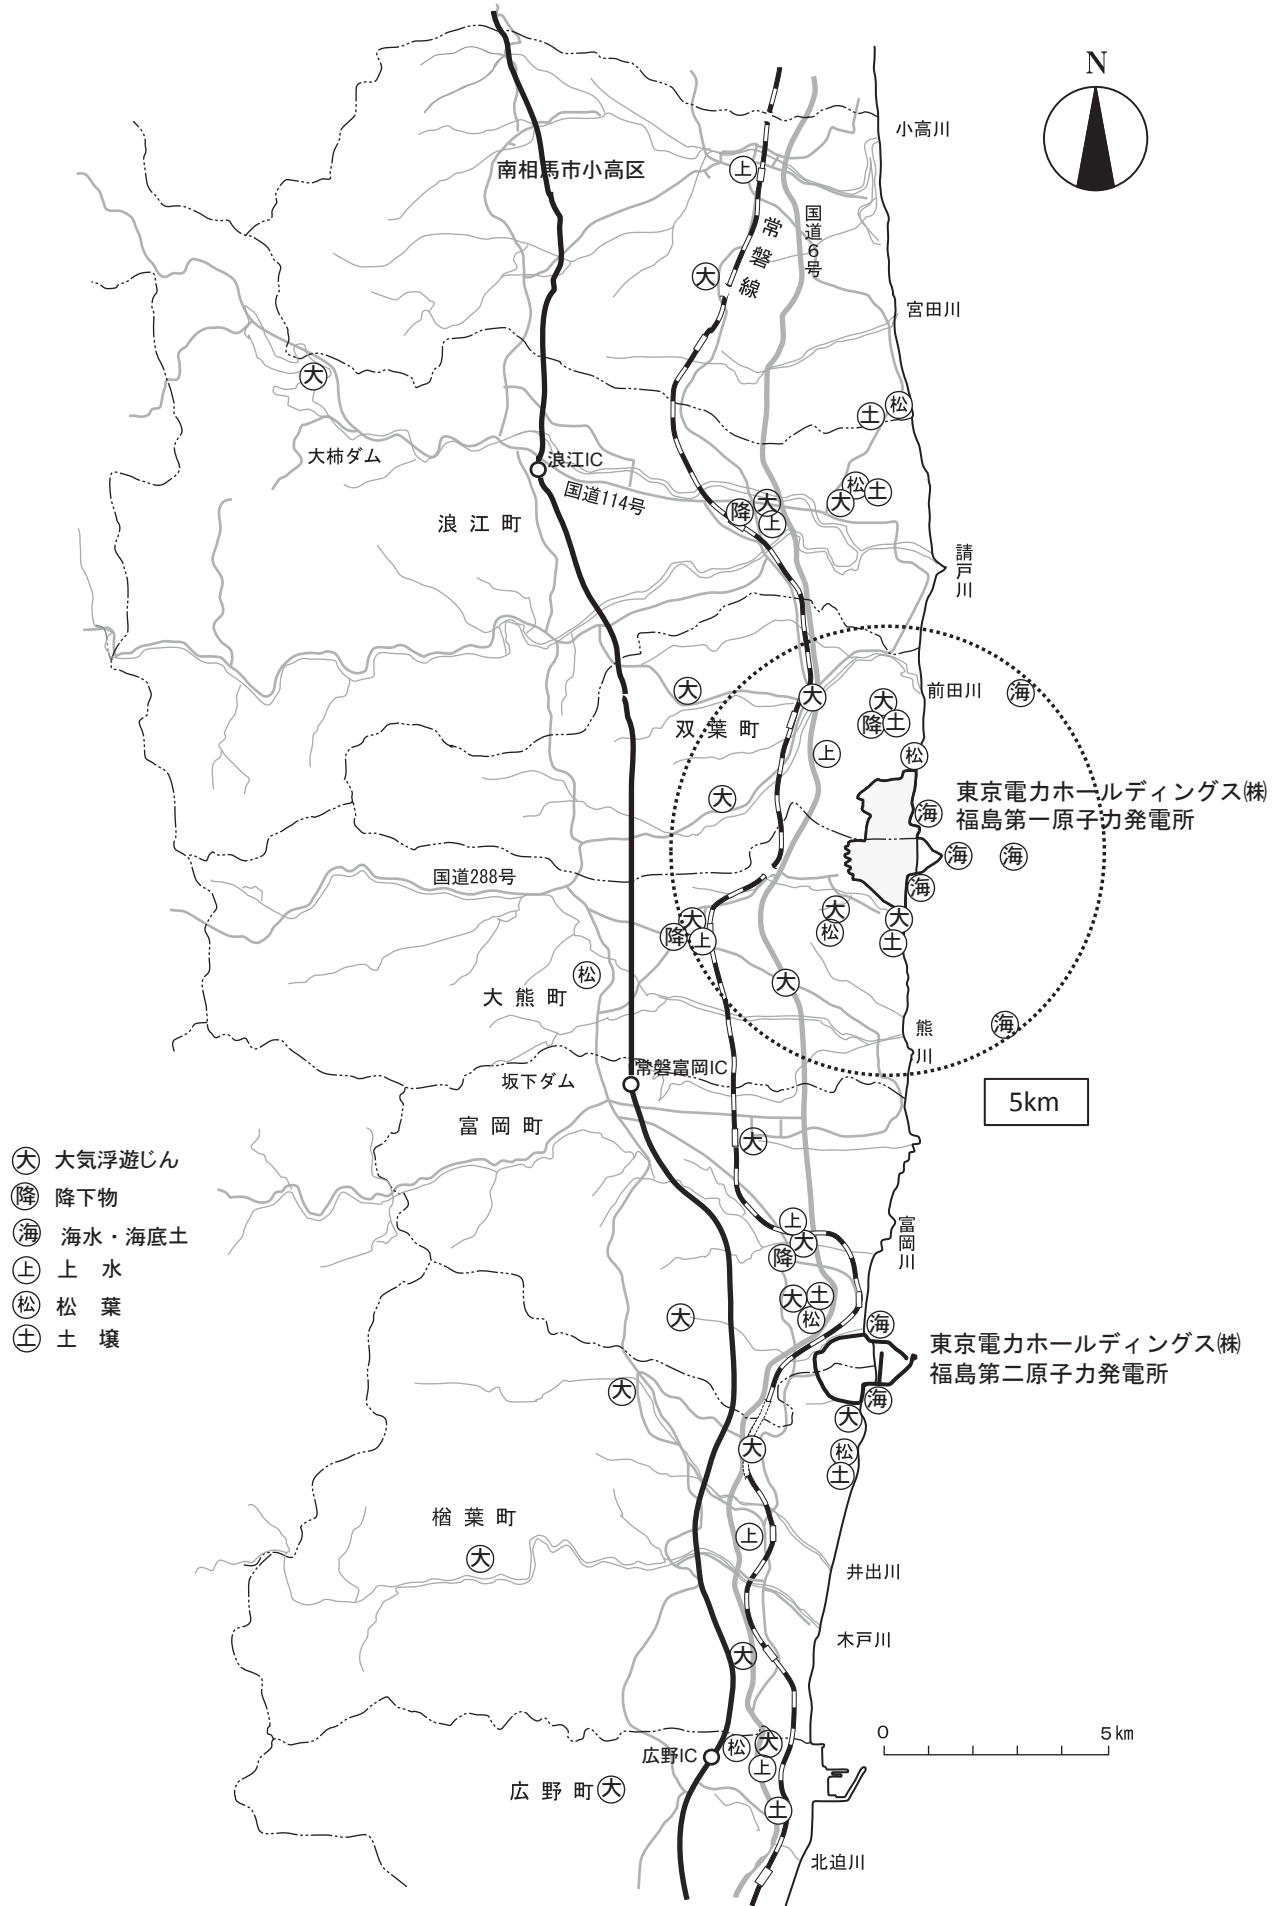 N
小高川
南相馬市小高区
上
国道6号
常磐線
大
宮田川
大
松
土
大柿ダム
浪江IC
国道114号
松
土
大
大
降
上
浪江町
請戸川
前田川
海
大
大
大
降
土
双葉町
上
松
大
東京電力ホールディングス㈱
福島第一原子力発電所
海
海
海
海
国道288号
大
松
大
土
大
降
上
松
大
大熊町
海
熊川
常磐富岡IC
坂下ダム
5km
富岡町
大
大 大気浮遊じん
降 降下物
海 海水・海底土
上 上水
松 松葉
土 土壌
上
大
降
富岡川
大
土
松
大
海
東京電力ホールディングス㈱
福島第二原子力発電所
大
海
大
大
松
土
楢葉町
上
大
井出川
木戸川
大
0 5km
広野IC
松
大
上
広野町
大
土
北迫川